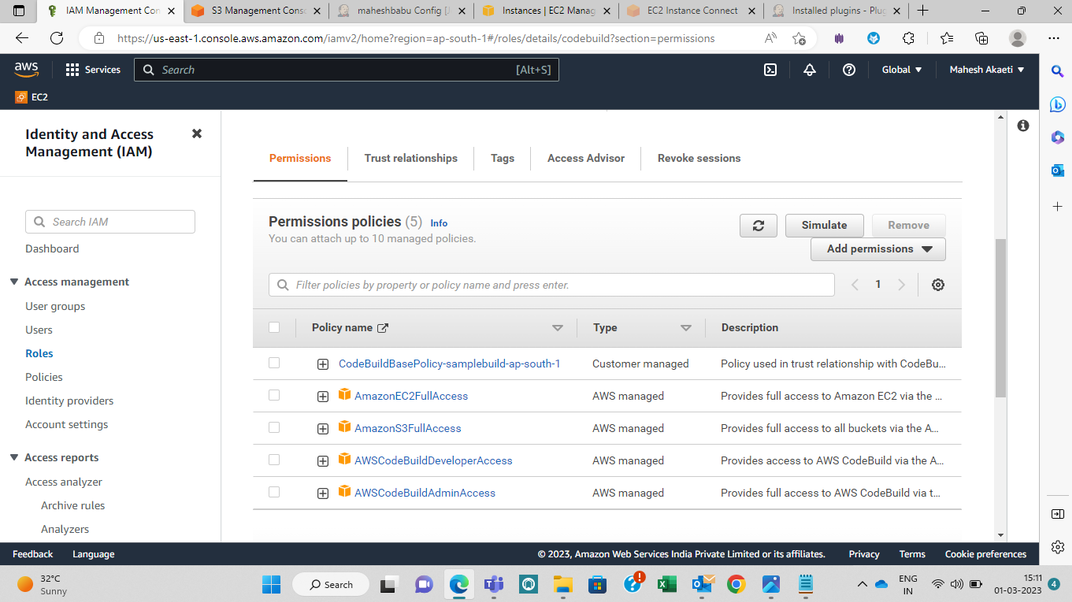 IAM Management Con
S3 Management Cons
maheshbabu Config [J
Instances | EC2 Manag
EC2 Instance Connect
Installed plugins - Plug
https://us-east-1.console.aws.amazon.com/iamv2/home?region=ap-south-1#/roles/details/codebuild?section=permissions
aws
Services
Search
[Alt+S]
Global
Mahesh Akaeti
EC2
Identity and Access
Management (IAM)
Search IAM
Dashboard
Access management
User groups
Users
Roles
Policies
Identity providers
Account settings
Access reports
Access analyzer
Archive rules
Analyzers
Permissions
Trust relationships
Tags
Access Advisor
Revoke sessions
Permissions policies (5) Info
You can attach up to 10 managed policies.
Simulate
Remove
Add permissions
Filter policies by property or policy name and press enter.
1
Policy name
Type
Description
CodeBuildBasePolicy-samplebuild-ap-south-1 Customer managed Policy used in trust relationship with CodeBu...
AmazonEC2FullAccess AWS managed Provides full access to Amazon EC2 via the ...
AmazonS3FullAccess AWS managed Provides full access to all buckets via the A...
AWSCodeBuildDeveloperAccess AWS managed Provides access to AWS CodeBuild via the A...
AWSCodeBuildAdminAccess AWS managed Provides full access to AWS CodeBuild via t...
Feedback Language
© 2023, Amazon Web Services India Private Limited or its affiliates. Privacy Terms Cookie preferences
32°C
Sunny
Search
ENG
IN
15:11
01-03-2023
4